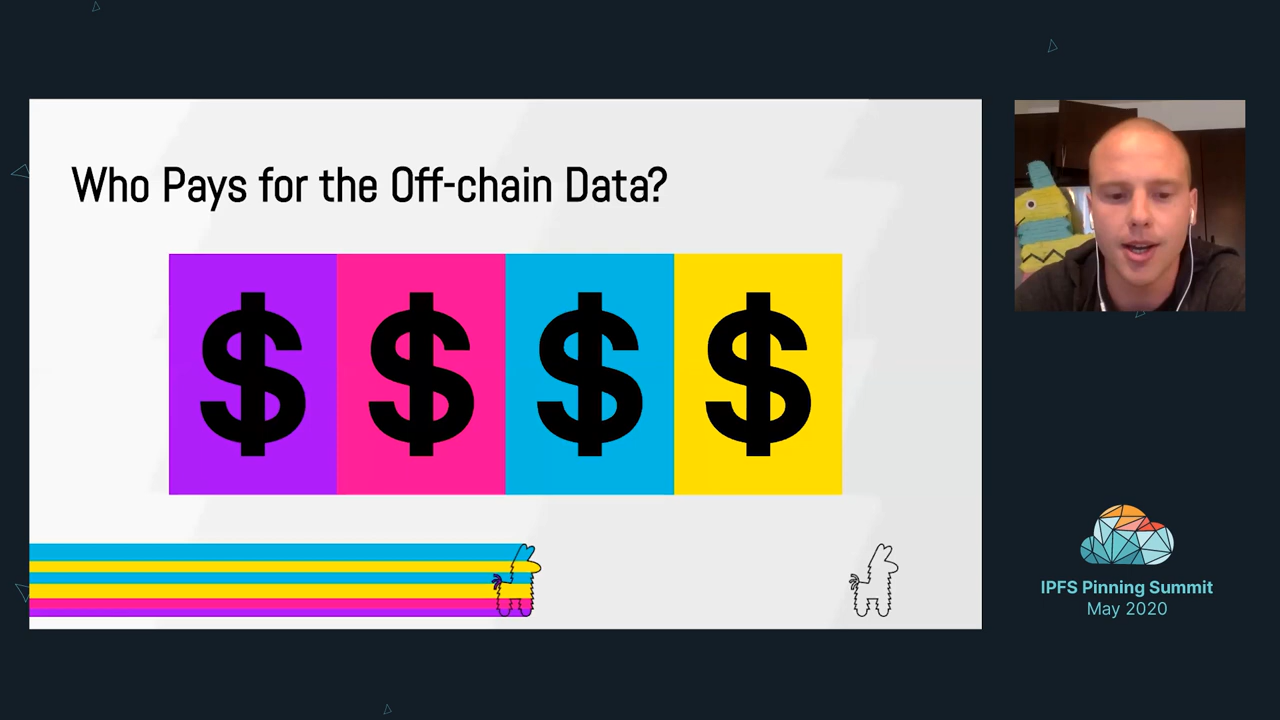 Who Pays for the Off-chain Data?
$ $ $ $
IPFS Pinning Summit
May 2020